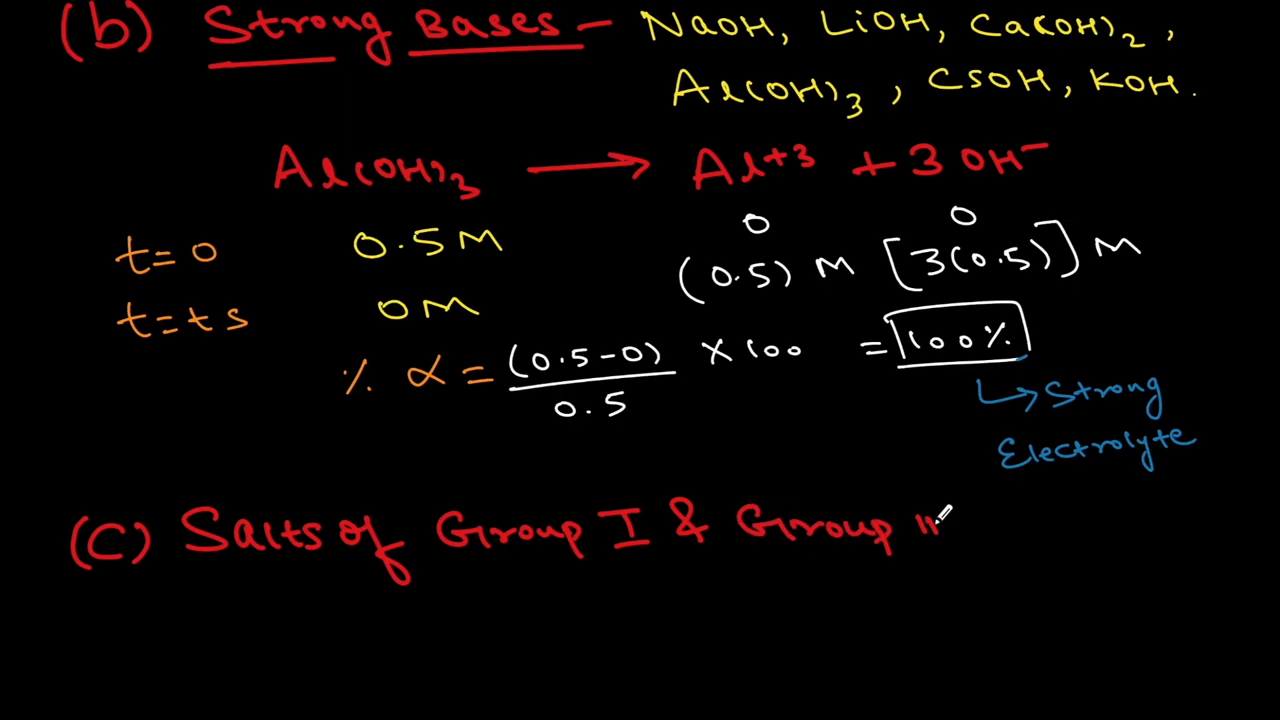 (b) Strong Bases – NaOH, LiOH, Ca(OH)2,
Al(OH)3, CsOH, KOH.
Al(OH)3 → Al+3 + 3OH–
0 0
t=0 0.5M
(0.5) M [3(0.5)] M
t=ts 0M
% α = (0.5-0)/0.5 × 100 = 100%
↳ Strong
Electrolyte
(C) Salts of Group I & Group II